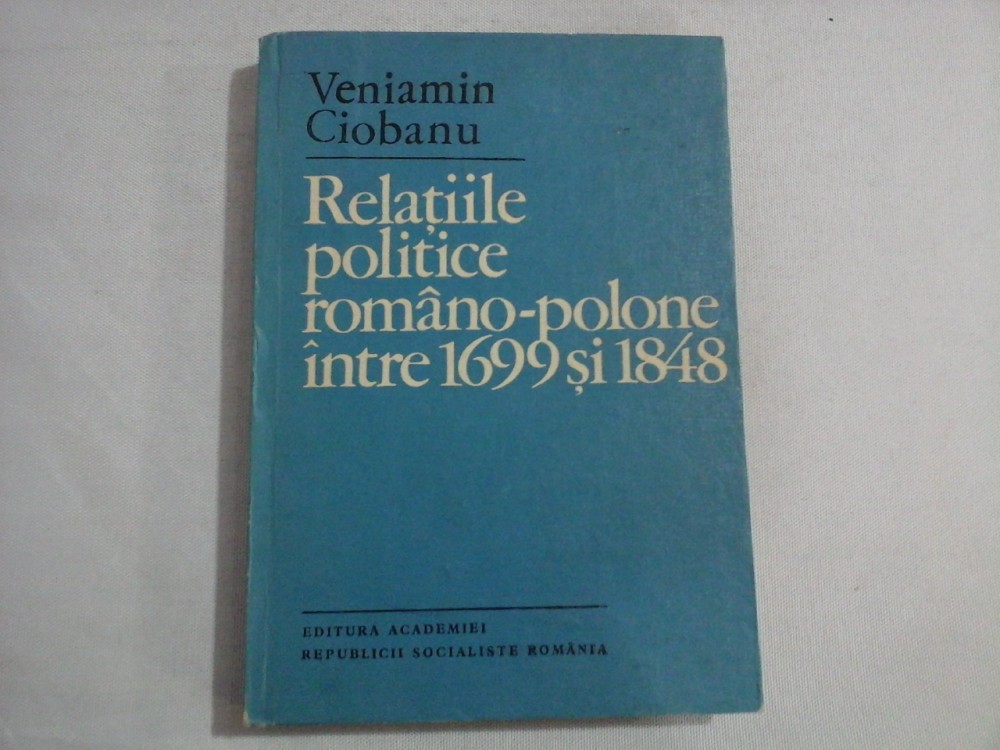 Veniamin
Ciobanu
Relațiile
politice
româno-polone
între 1699 și 1848
EDITURA ACADEMIEI
REPUBLICII SOCIALISTE ROMÂNIA